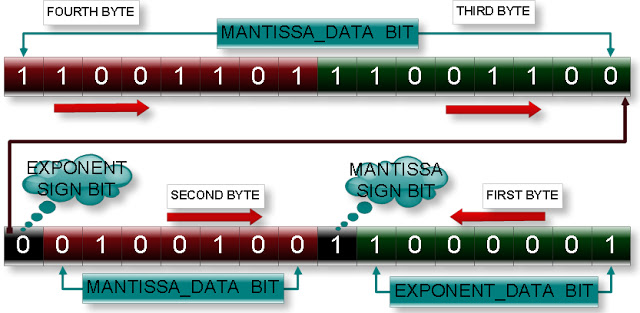 FOURTH BYTE
THIRD BYTE
MANTISSA_DATA BIT
1 1 0 0 1 1 0 1 1 1 0 0 1 1 0 0
EXPONENT
SIGN BIT
MANTISSA
SIGN BIT
SECOND BYTE
FIRST BYTE
0 0 1 0 0 1 0 0 1 1 0 0 0 0 0 1
MANTISSA_DATA BIT
EXPONENT_DATA BIT